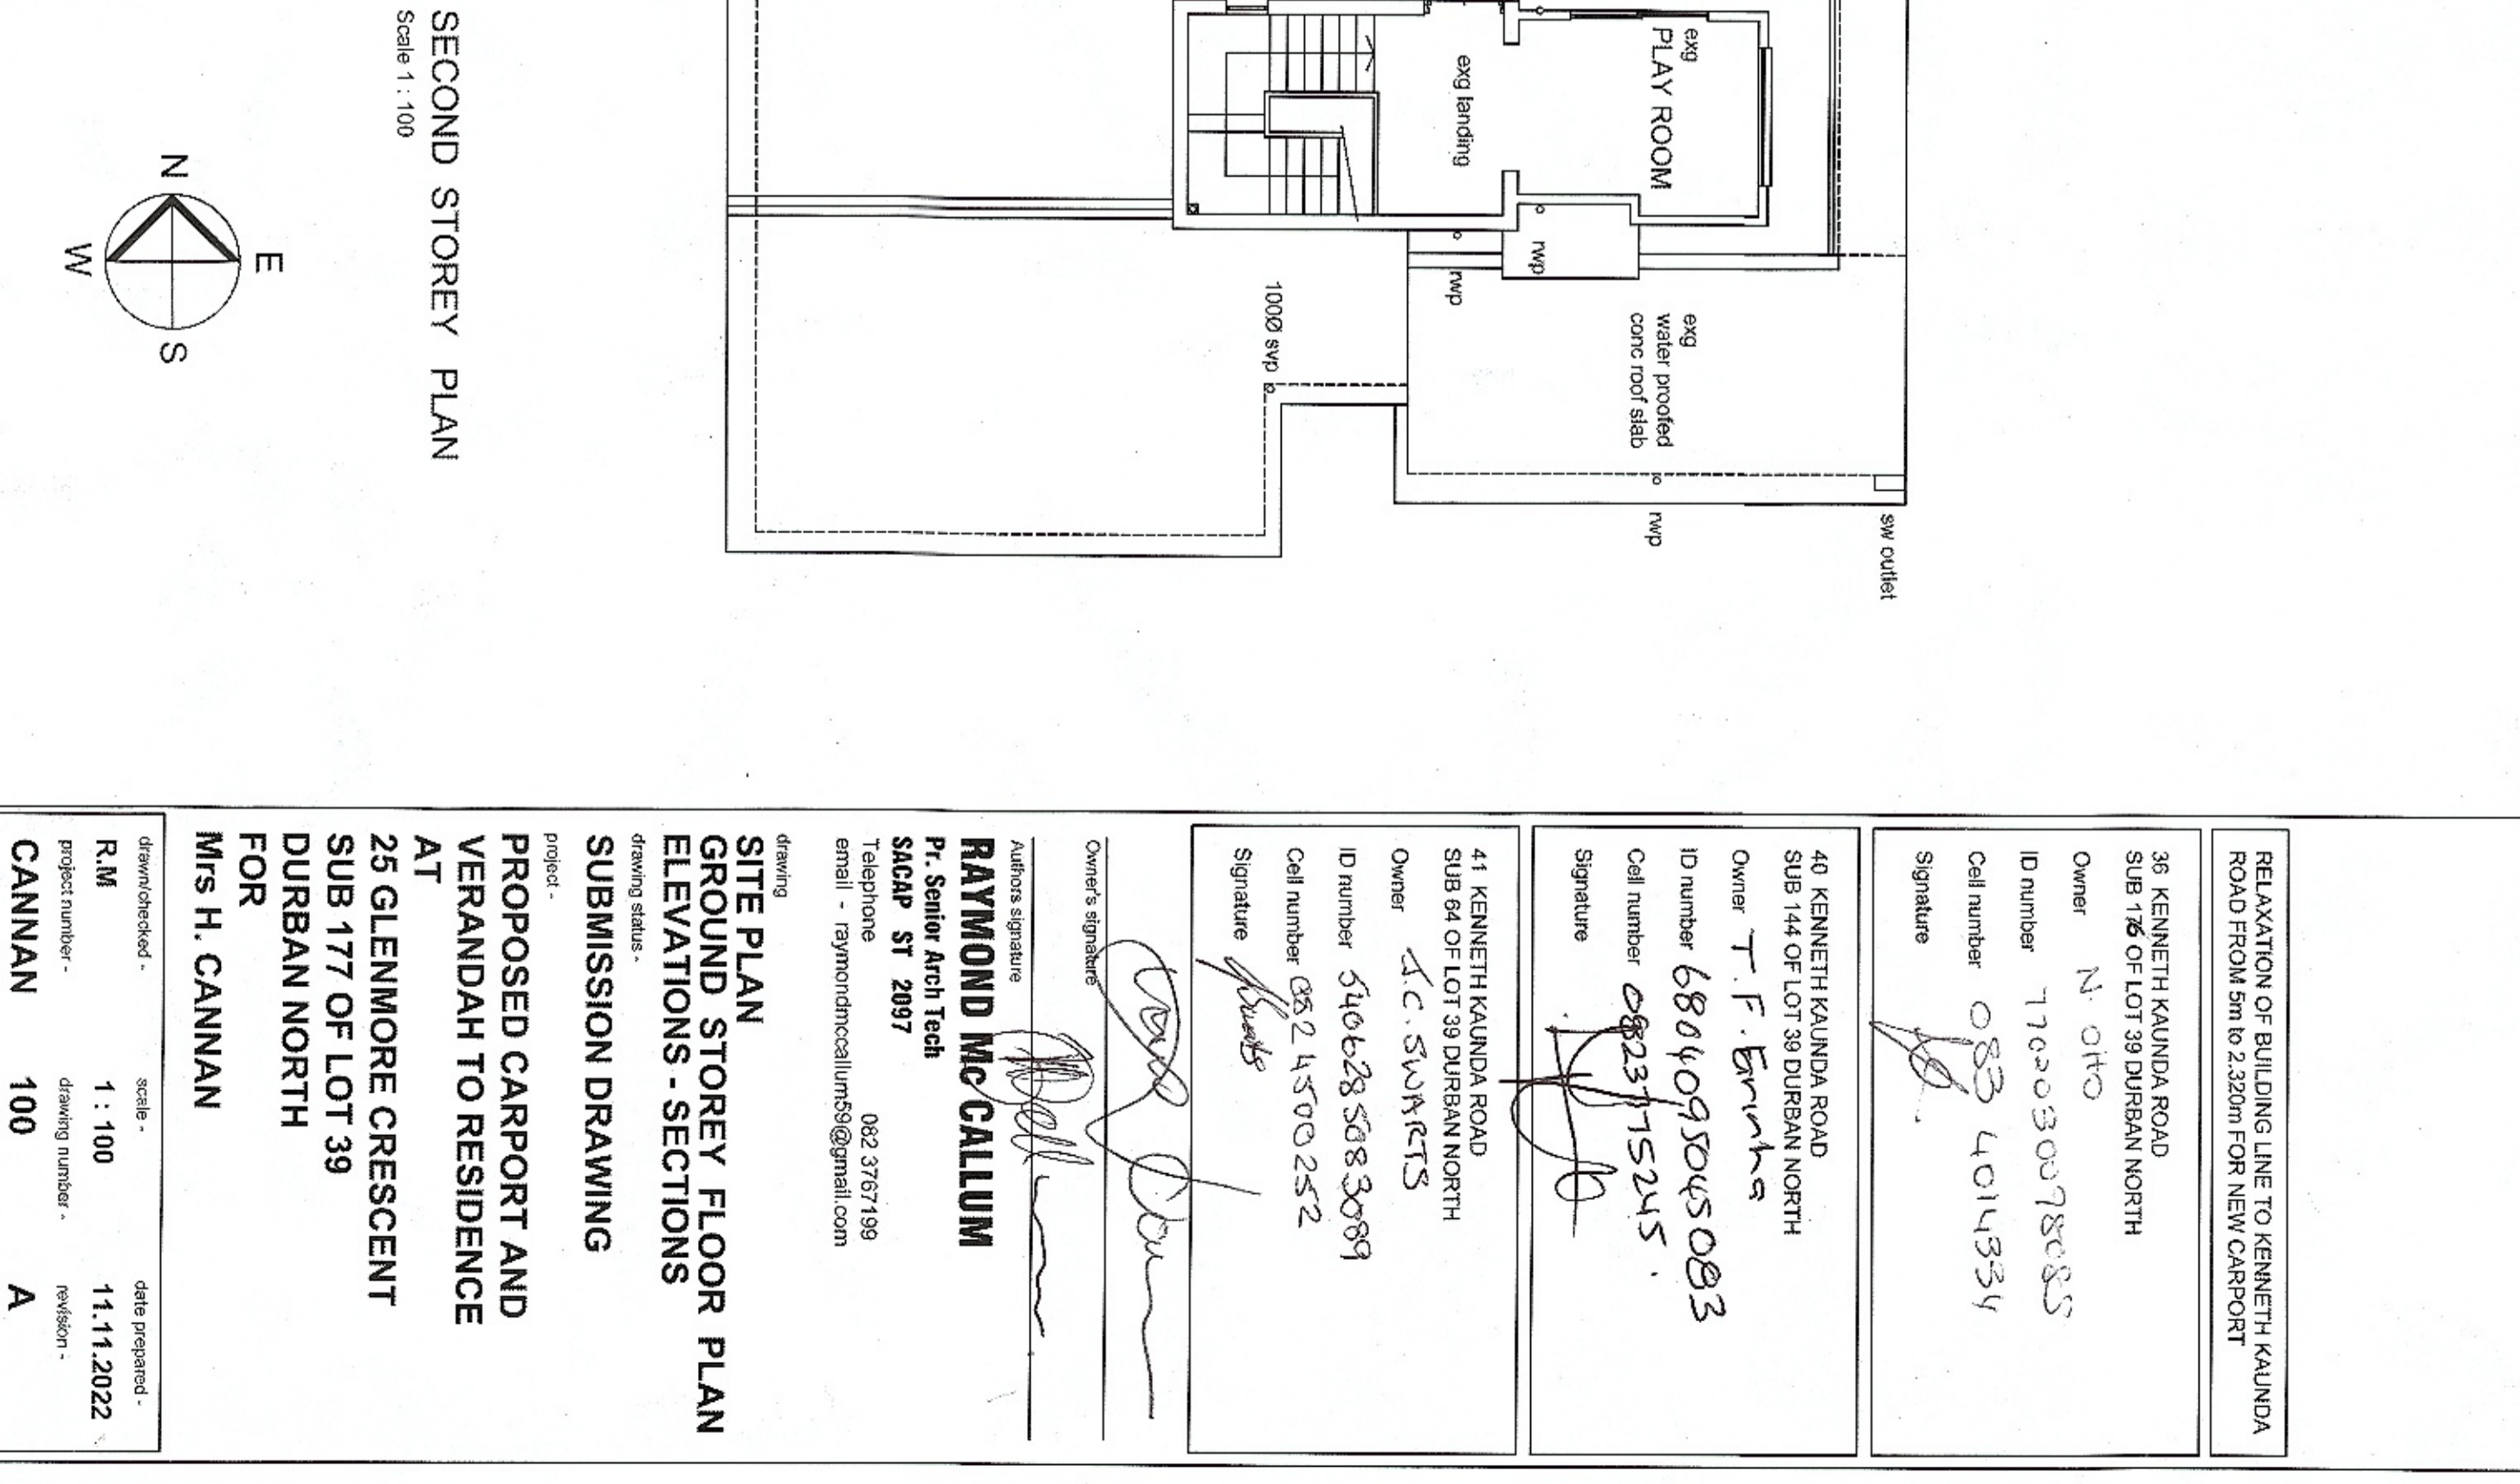 exg
PLAY ROOM
exg landing
rwp
rwp
1000 svp
exg
water proofed
conc roof slab
rwp
sw outlet
SECOND STOREY PLAN
Scale 1 : 100
N
E
W
S
RELAXATION OF BUILDING LINE TO KENNETH KAUNDA
ROAD FROM 5m to 2.320m FOR NEW CARPORT
36 KENNETH KAUNDA ROAD
SUB 176 OF LOT 39 DURBAN NORTH
Owner N. Otto
ID number
Cell number 083 4014334
Signature
40 KENNETH KAUNDA ROAD
SUB 144 OF LOT 39 DURBAN NORTH
Owner T. F.
ID number 6804095045083
Cell number
Signature
41 KENNETH KAUNDA ROAD
SUB 64 OF LOT 39 DURBAN NORTH
Owner J.C. SWARTS
ID number
Cell number
Signature
Owner's signature
Authors signature
RAYMOND Mc CALLUM
Pr. Senior Arch Tech
SACAP ST 2097
Telephone 082 3767199
email - raymondmccallum59@gmail.com
drawing
SITE PLAN
GROUND STOREY FLOOR PLAN
ELEVATIONS - SECTIONS
drawing status -
SUBMISSION DRAWING
project -
PROPOSED CARPORT AND
VERANDAH TO RESIDENCE
AT
25 GLENMORE CRESCENT
SUB 177 OF LOT 39
DURBAN NORTH
FOR
Mrs H. CANNAN
drawn/checked - scale - date prepared -
R.M 1 : 100 11.11.2022
project number - drawing number - revision -
CANNAN 100 A